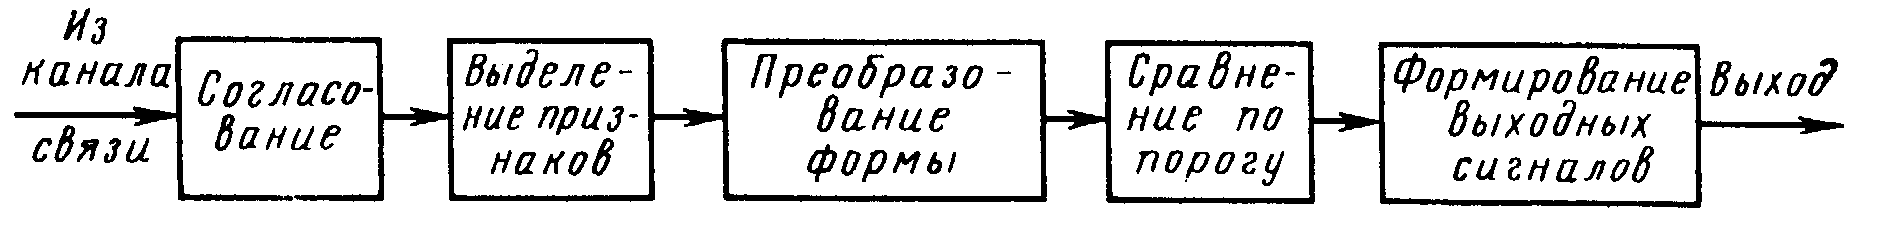 Из
канала
связи
Согласо-
вание
Выделе-
ние приз-
наков
Преобразо-
вание
формы
Сравне-
ние по
порогу
Формирование
выходных
сигналов
Выход